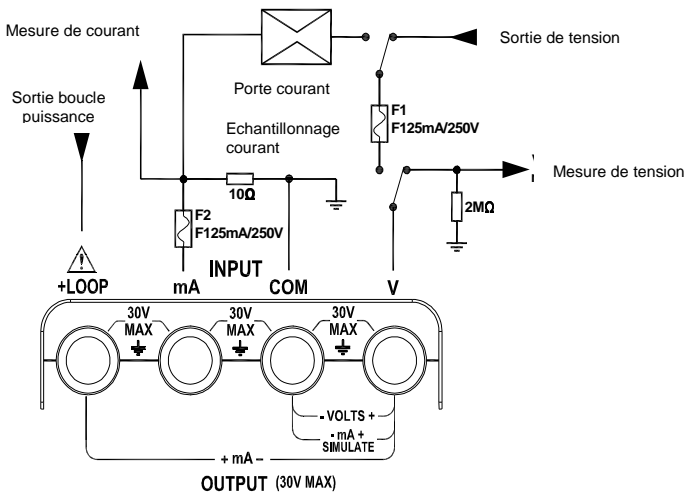 Mesure de courant
Sortie de tension
Porte courant
Sortie boucle
puissance
F1
F125mA/250V
Echantillonnage
courant
Mesure de tension
10Ω
2MΩ
F2
F125mA/250V
INPUT
+LOOP
mA
COM
V
30V
MAX
30V
MAX
30V
MAX
- VOLTS +
- mA +
SIMULATE
+ mA –
OUTPUT (30V MAX)